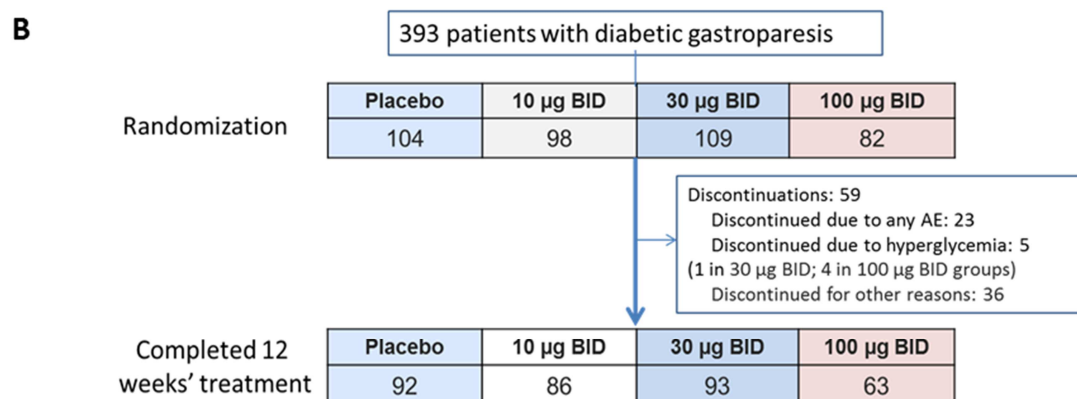 B
393 patients with diabetic gastroparesis
Randomization
Placebo 10 µg BID 30 µg BID 100 µg BID
104 98 109 82
Discontinuations: 59
Discontinued due to any AE: 23
Discontinued due to hyperglycemia: 5
(1 in 30 µg BID; 4 in 100 µg BID groups)
Discontinued for other reasons: 36
Completed 12
weeks’ treatment
Placebo 10 µg BID 30 µg BID 100 µg BID
92 86 93 63